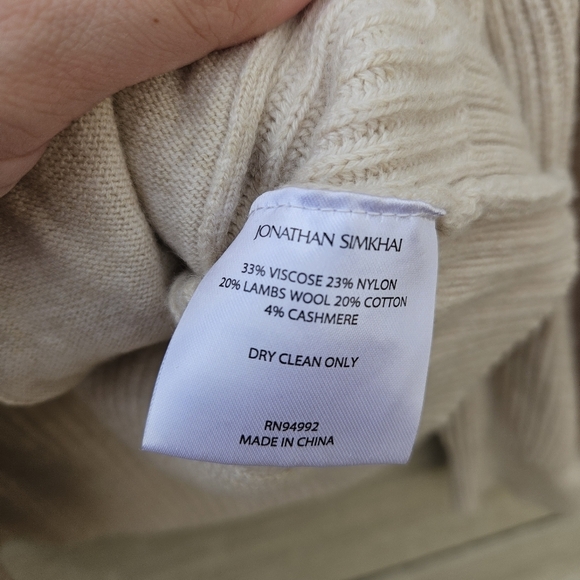 JONATHAN SIMKHAI
33% VISCOSE 23% NYLON
20% LAMBS WOOL 20% COTTON
4% CASHMERE
DRY CLEAN ONLY
RN94992
MADE IN CHINA